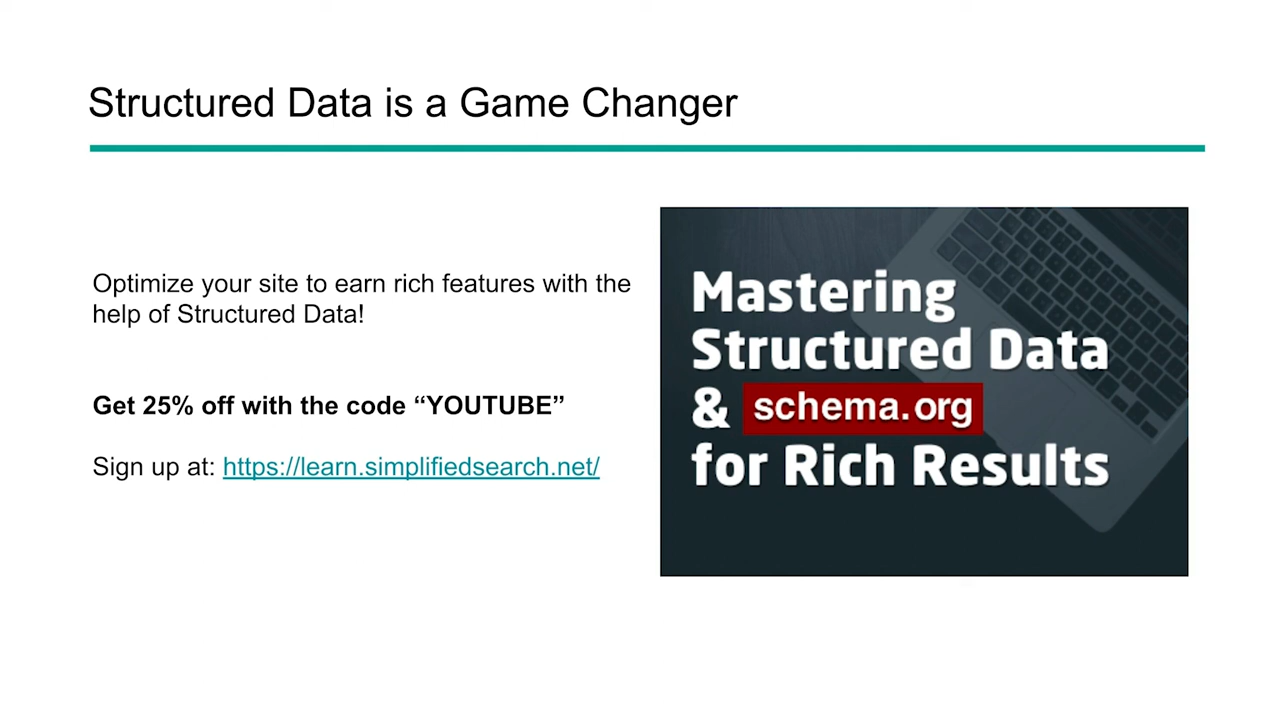 Structured Data is a Game Changer
Optimize your site to earn rich features with the
help of Structured Data!
Get 25% off with the code “YOUTUBE”
Sign up at: https://learn.simplifiedsearch.net/
Mastering
Structured Data
& schema.org
for Rich Results